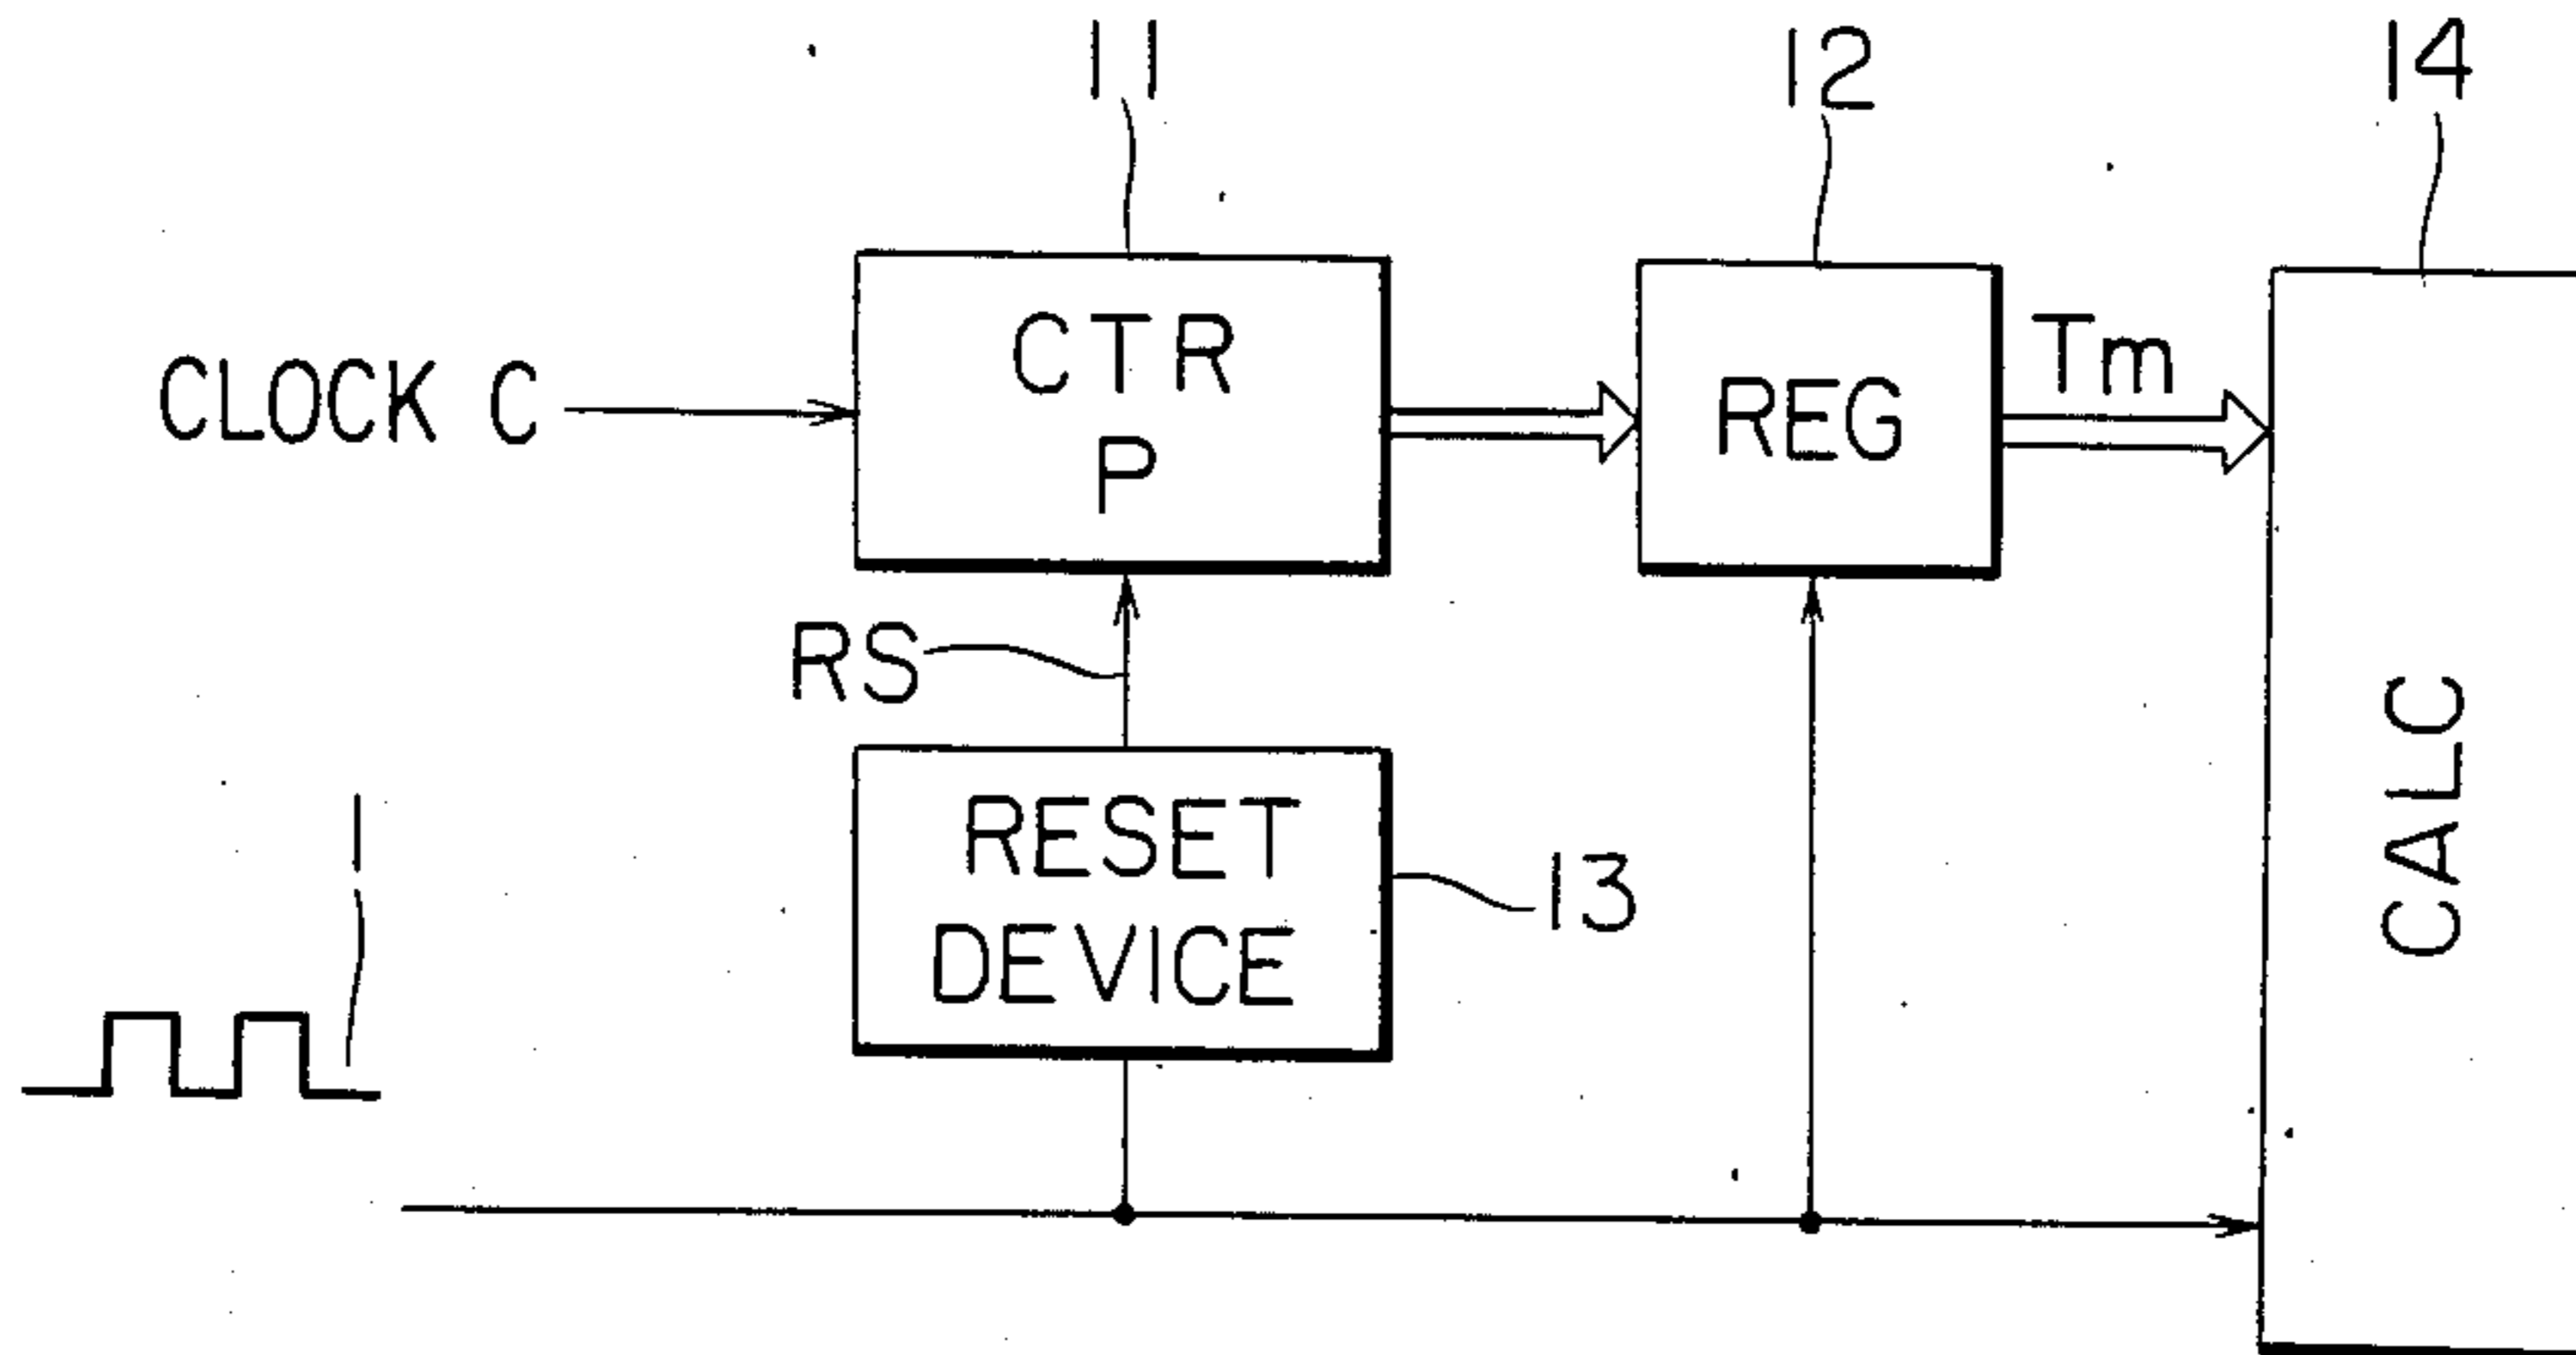 11
12
14
CLOCK C
CTR
P
REG
Tm
RS
RESET
DEVICE
13
1
CALC